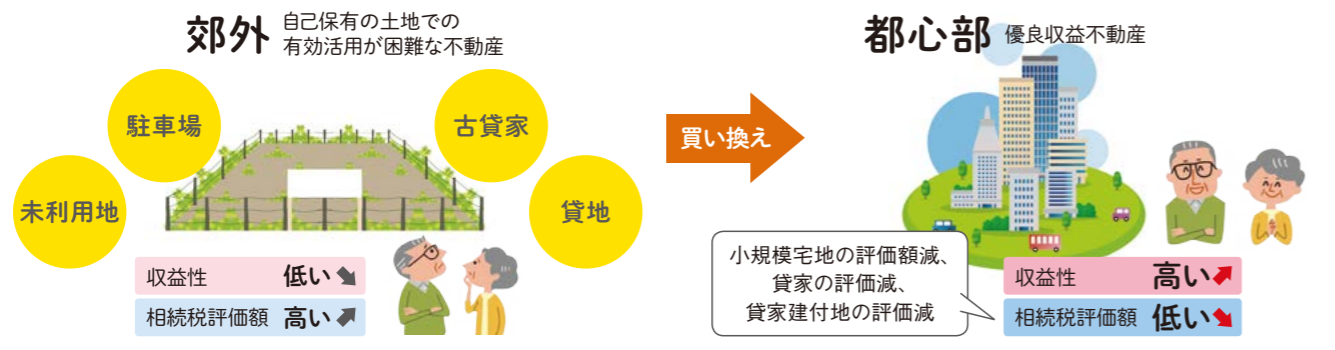 郊外
自己保有の土地での
有効活用が困難な不動産
駐車場
古貸家
未利用地
貸地
収益性 低い
相続税評価額 高い
買い換え
都心部 優良収益不動産
小規模宅地の評価額減、
貸家の評価減、
貸家建付地の評価減
収益性 高い
相続税評価額 低い